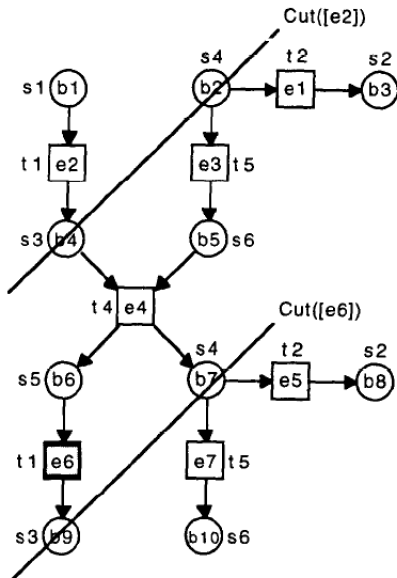 Cut([e2])
s4 t2 s2
s1 b1 b2 e1 b3
t1 e2 e3 t5
s3 b4 b5 s6
t4 e4
Cut([e6])
s4 t2 s2
s5 b6 b7 e5 b8
t1 e6 e7 t5
s3 b9 b10 s6